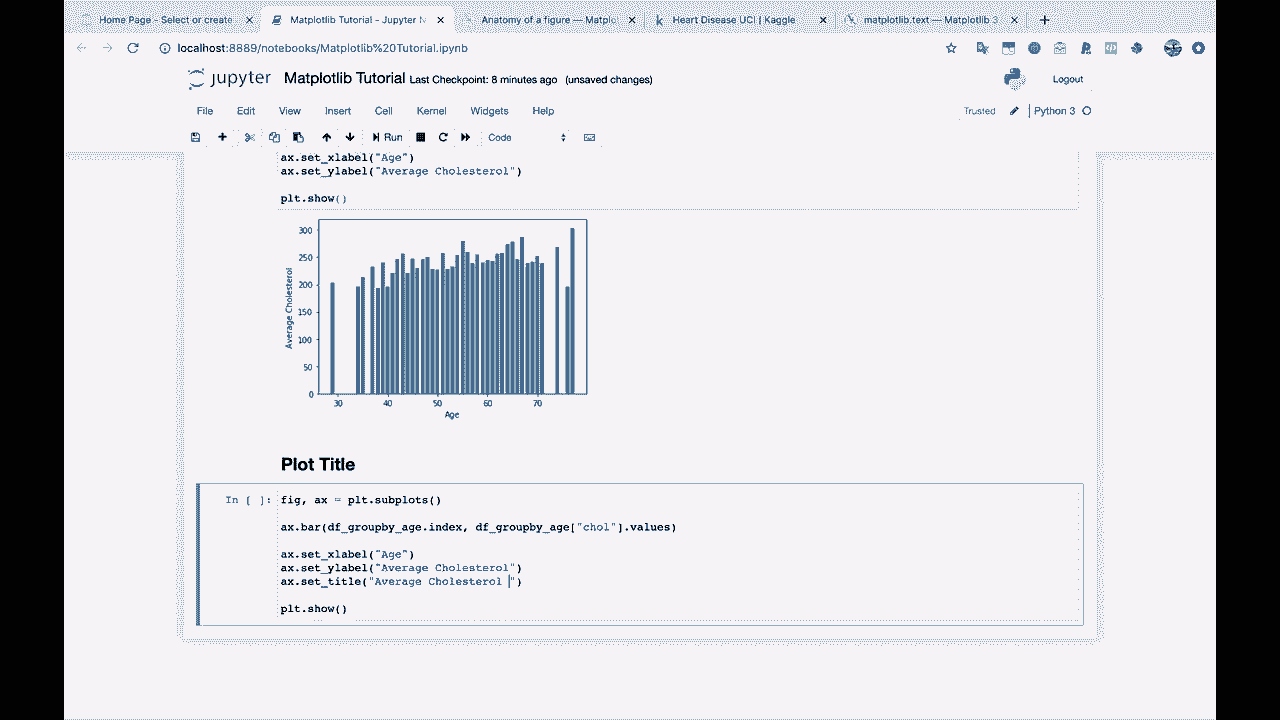 Home Page - Select or create
Matplotlib Tutorial - Jupyter N
Anatomy of a figure — Matplo
Heart Disease UCI | Kaggle
matplotlib.text — Matplotlib 3
localhost:8889/notebooks/Matplotlib%20Tutorial.ipynb
jupyter Matplotlib Tutorial Last Checkpoint: 8 minutes ago (unsaved changes)
Logout
File Edit View Insert Cell Kernel Widgets Help
Trusted
Python 3
Run
Code
ax.set_xlabel("Age")
ax.set_ylabel("Average Cholesterol")
plt.show()
300
250
200
150
100
50
0
Average Cholesterol
30 40 50 60 70
Age
Plot Title
In [ ]: fig, ax = plt.subplots()
ax.bar(df_groupby_age.index, df_groupby_age["chol"].values)
ax.set_xlabel("Age")
ax.set_ylabel("Average Cholesterol")
ax.set_title("Average Cholesterol ")
plt.show()